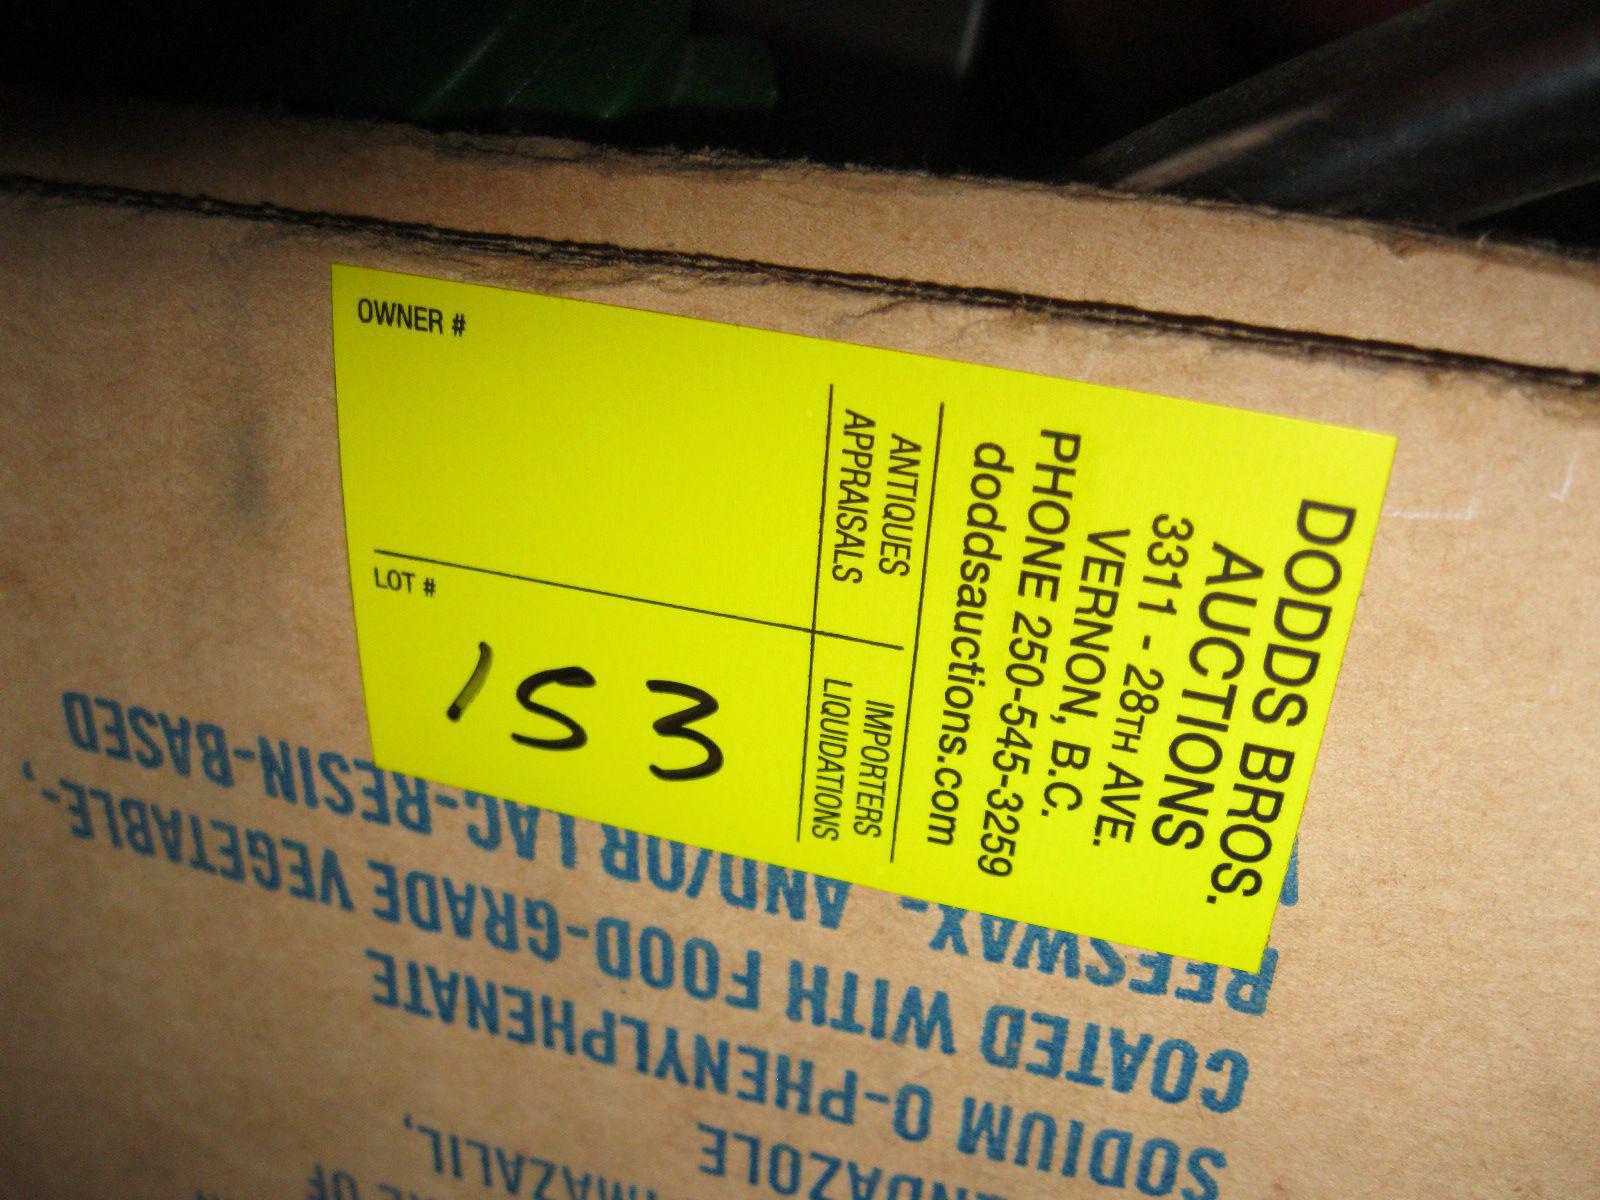 DODDS BROS.
AUCTIONS
3311 - 28TH AVE.
VERNON, B.C.
PHONE 250-545-3259
doddsauctions.com
ANTIQUES
APPRAISALS
IMPORTERS
LIQUIDATIONS
OWNER #
LOT #
153
IMAZALIL,
SODIUM O-PHENYLPHENATE
COATED WITH FOOD-GRADE VEGETABLE-,
BEESWAX- AND/OR LAC-RESIN-BASED